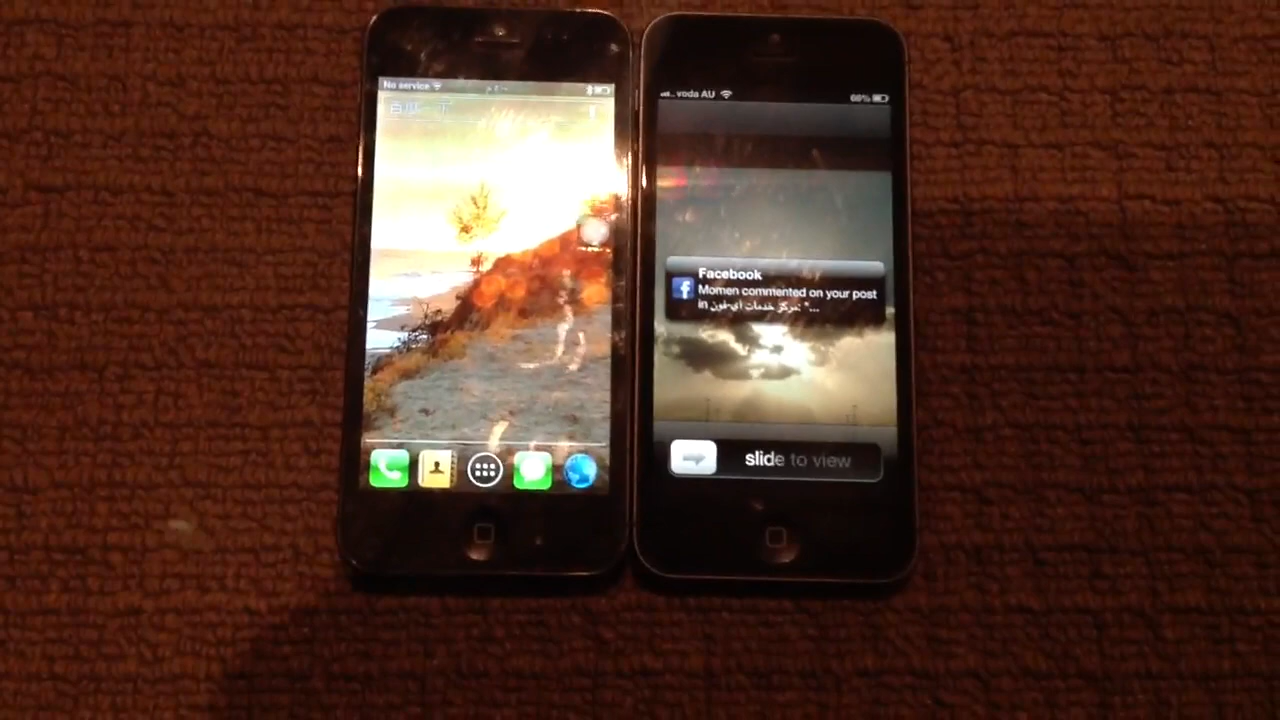 No service
voda AU
66%
Facebook
Momen commented on your post
in مركز خدمات آي-فون: "...
slide to view